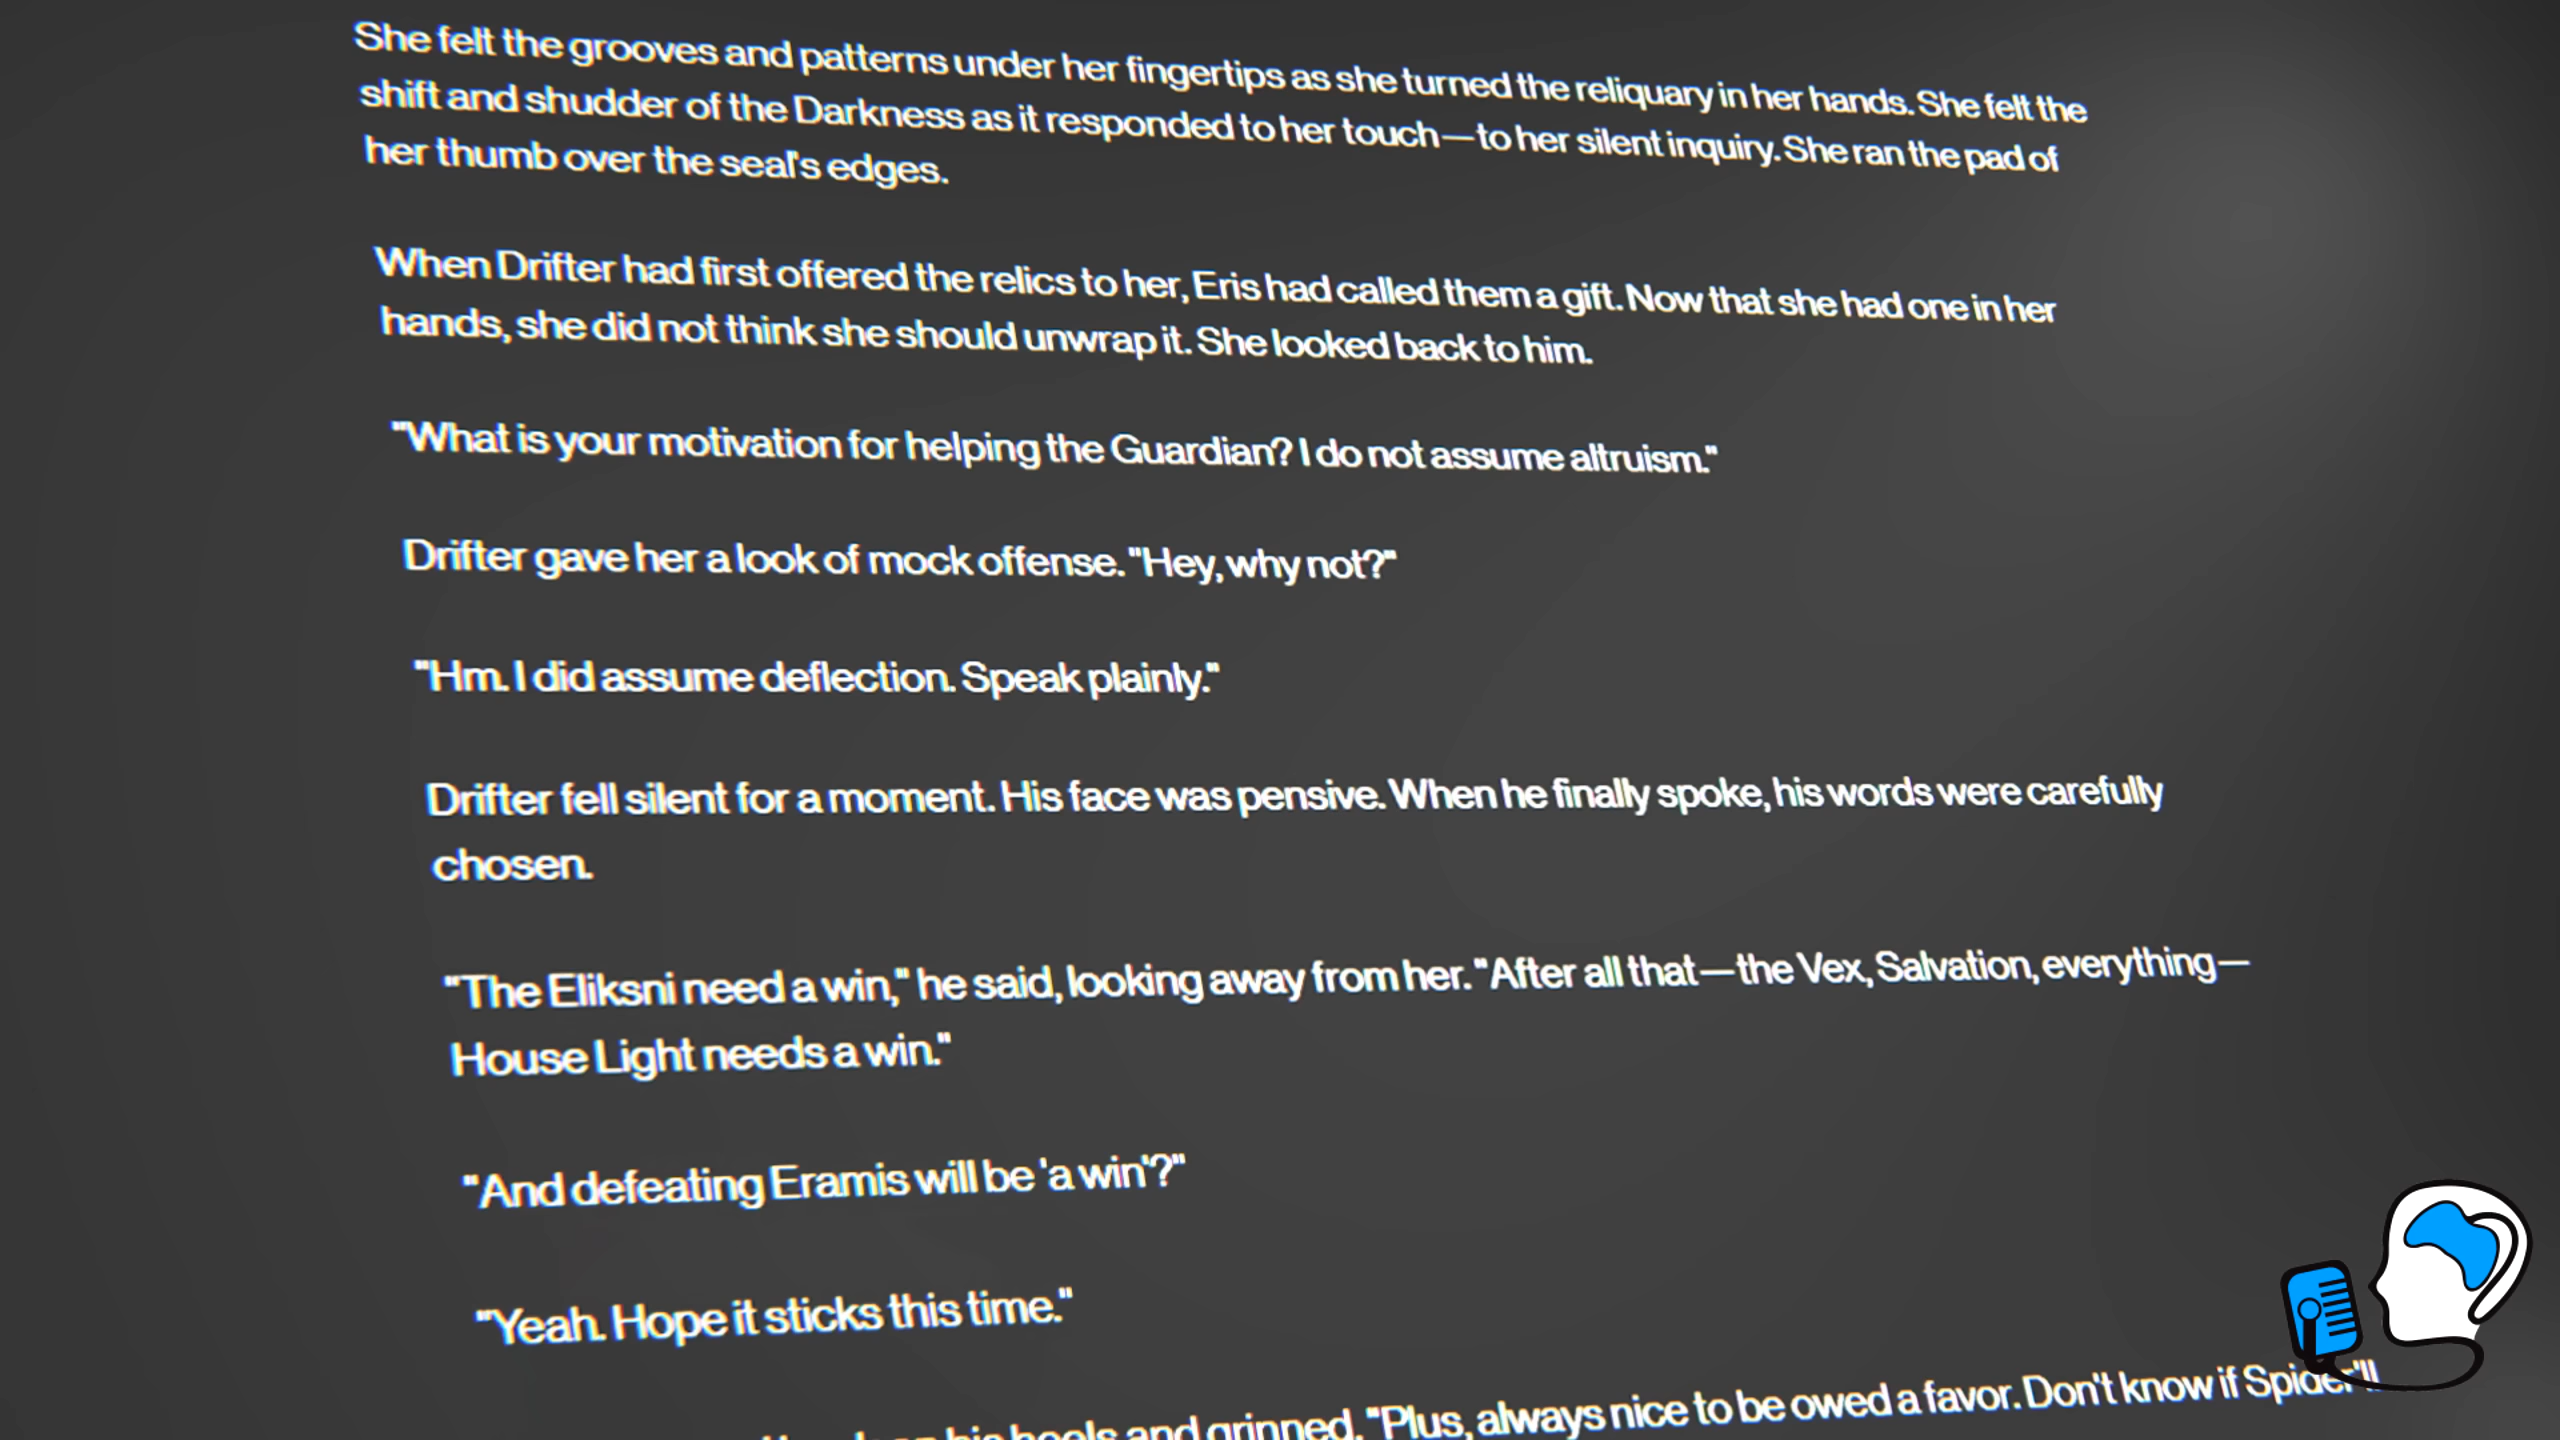 She felt the grooves and patterns under her fingertips as she turned the reliquary in her hands. She felt the
shift and shudder of the Darkness as it responded to her touch—to her silent inquiry. She ran the pad of
her thumb over the seal's edges.
When Drifter had first offered the relics to her, Eris had called them a gift. Now that she had one in her
hands, she did not think she should unwrap it. She looked back to him.
"What is your motivation for helping the Guardian? I do not assume altruism."
Drifter gave her a look of mock offense. "Hey, why not?"
"Hm. I did assume deflection. Speak plainly."
Drifter fell silent for a moment. His face was pensive. When he finally spoke, his words were carefully
chosen.
"The Eliksni need a win," he said, looking away from her. "After all that—the Vex, Salvation, everything—
House Light needs a win."
"And defeating Eramis will be 'a win'?"
"Yeah. Hope it sticks this time."
his heels and grinned. "Plus, always nice to be owed a favor. Don't know if Spider'll